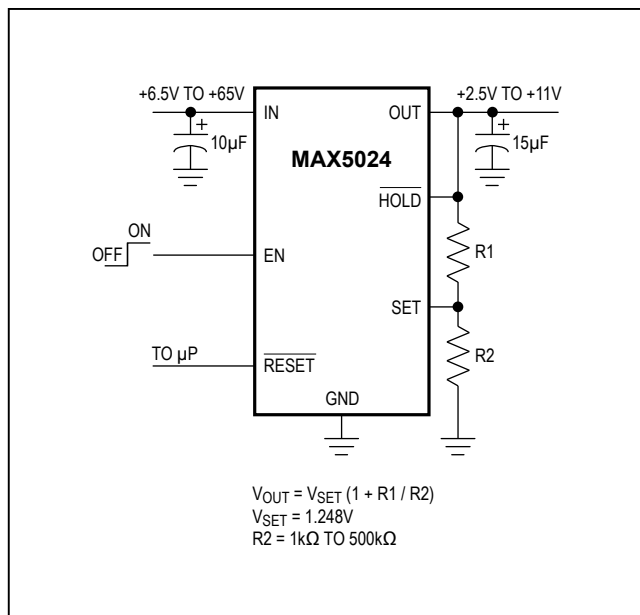 +6.5V TO +65V
+2.5V TO +11V
IN
OUT
+
10µF
+
15µF
MAX5024
HOLD
ON
OFF
EN
R1
SET
TO µP
RESET
R2
GND
VOUT = VSET (1 + R1 / R2)
VSET = 1.248V
R2 = 1kΩ TO 500kΩ